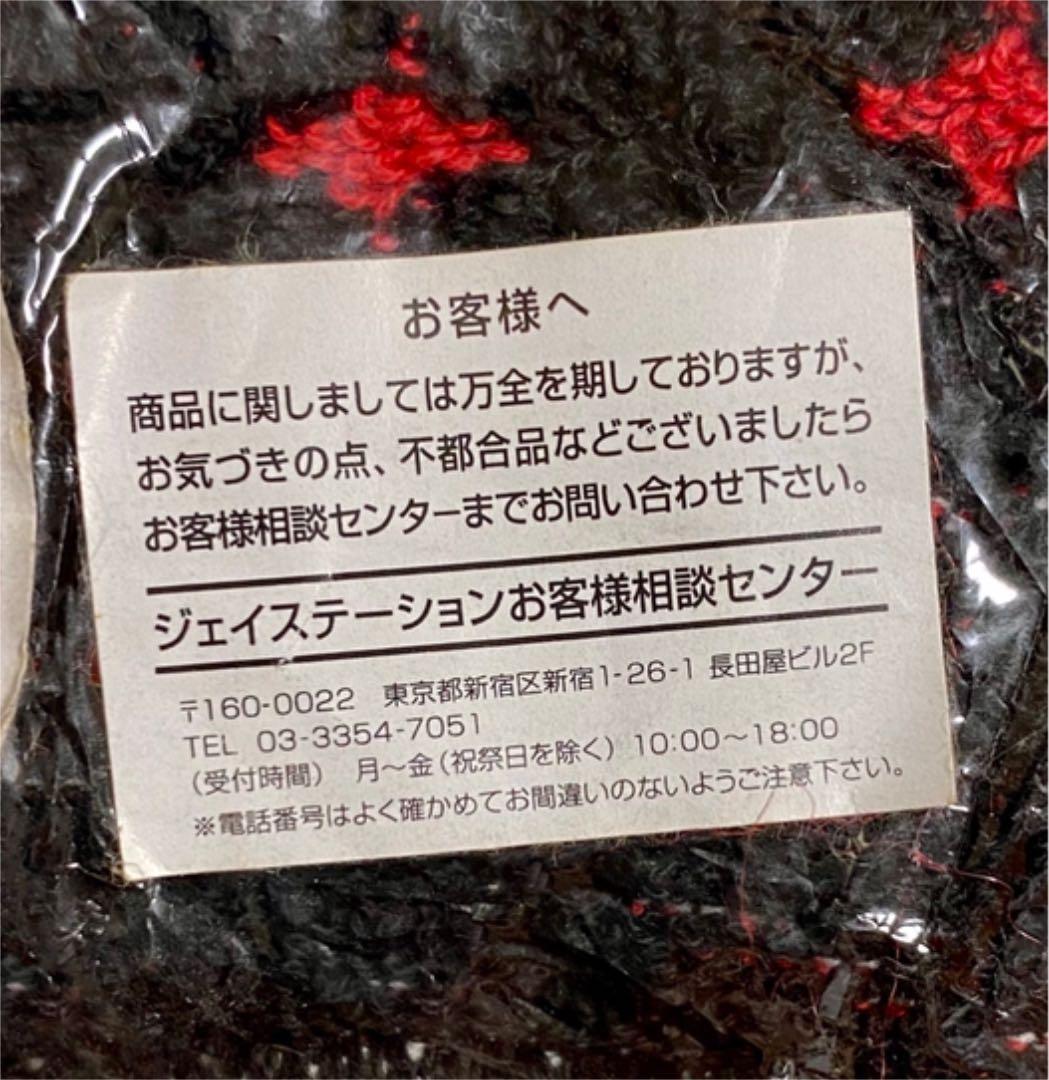 お客様へ
商品に関しましては万全を期しておりますが、
お気づきの点、不都合品などございましたら
お客様相談センターまでお問い合わせ下さい。
ジェイステーションお客様相談センター
〒160-0022 東京都新宿区新宿1-26-1 長田屋ビル2F
TEL 03-3354-7051
(受付時間) 月〜金(祝祭日を除く) 10:00〜18:00
※電話番号はよく確かめてお間違いのないようご注意下さい。